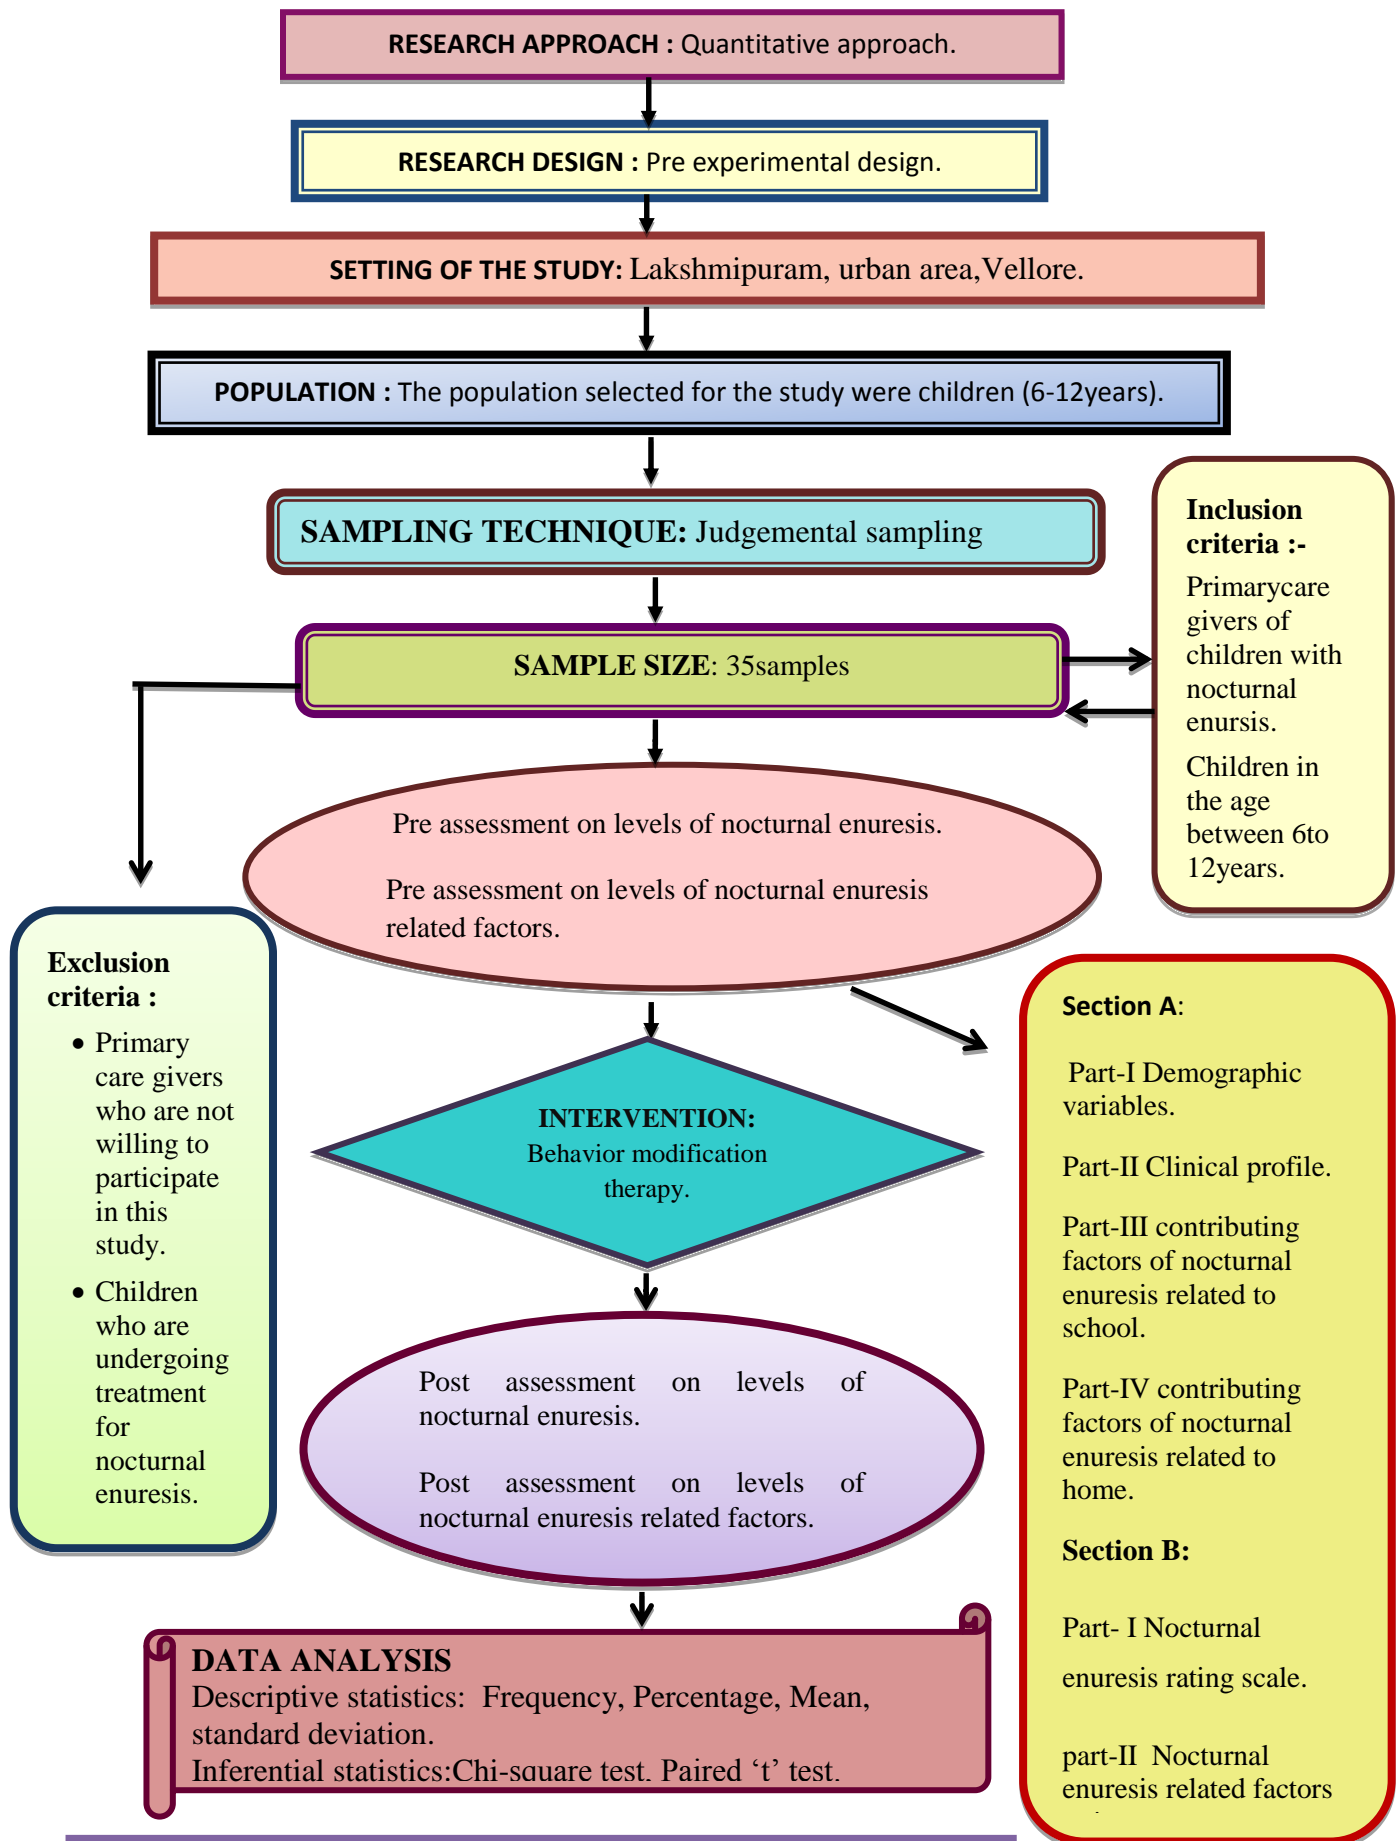 RESEARCH APPROACH : Quantitative approach.
RESEARCH DESIGN : Pre experimental design.
SETTING OF THE STUDY: Lakshmipuram, urban area,Vellore.
POPULATION : The population selected for the study were children (6-12years).
SAMPLING TECHNIQUE: Judgemental sampling
Inclusion
criteria :-
Primarycare
givers of
children with
nocturnal
enursis.
Children in
the age
between 6to
12years.
SAMPLE SIZE: 35samples
Pre assessment on levels of nocturnal enuresis.
Pre assessment on levels of nocturnal enuresis
related factors.
Exclusion
criteria :
• Primary
care givers
who are not
willing to
participate
in this
study.
• Children
who are
undergoing
treatment
for
nocturnal
enuresis.
Section A:
Part-I Demographic
variables.
Part-II Clinical profile.
Part-III contributing
factors of nocturnal
enuresis related to
school.
Part-IV contributing
factors of nocturnal
enuresis related to
home.
Section B:
Part- I Nocturnal
enuresis rating scale.
part-II Nocturnal
enuresis related factors
INTERVENTION:
Behavior modification
therapy.
Post assessment on levels of
nocturnal enuresis.
Post assessment on levels of
nocturnal enuresis related factors.
DATA ANALYSIS
Descriptive statistics: Frequency, Percentage, Mean,
standard deviation.
Inferential statistics:Chi-square test, Paired ‘t’ test.